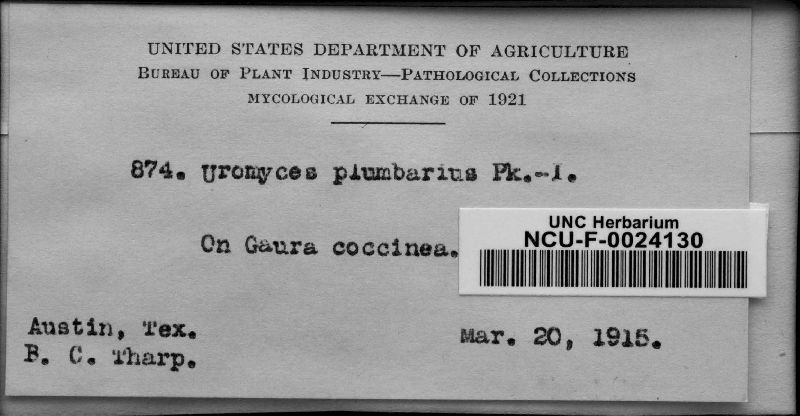 UNITED STATES DEPARTMENT OF AGRICULTURE
BUREAU OF PLANT INDUSTRY—PATHOLOGICAL COLLECTIONS
MYCOLOGICAL EXCHANGE OF 1921
874. Uromyces plumbarius Pk.-I.
On Gaura coccinea.
UNC Herbarium
NCU-F-0024130
Austin, Tex.
Mar. 20, 1915.
B. C. Tharp.